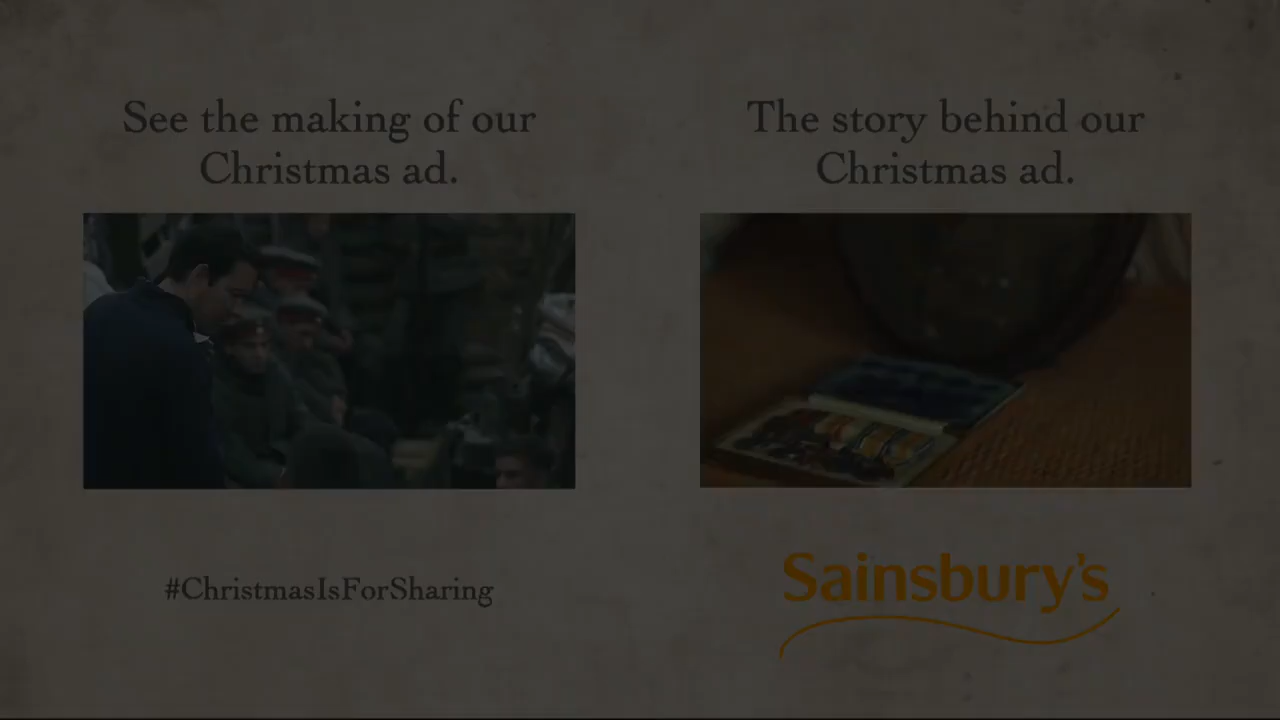 See the making of our
Christmas ad.
The story behind our
Christmas ad.
#ChristmasIsForSharing
Sainsbury's